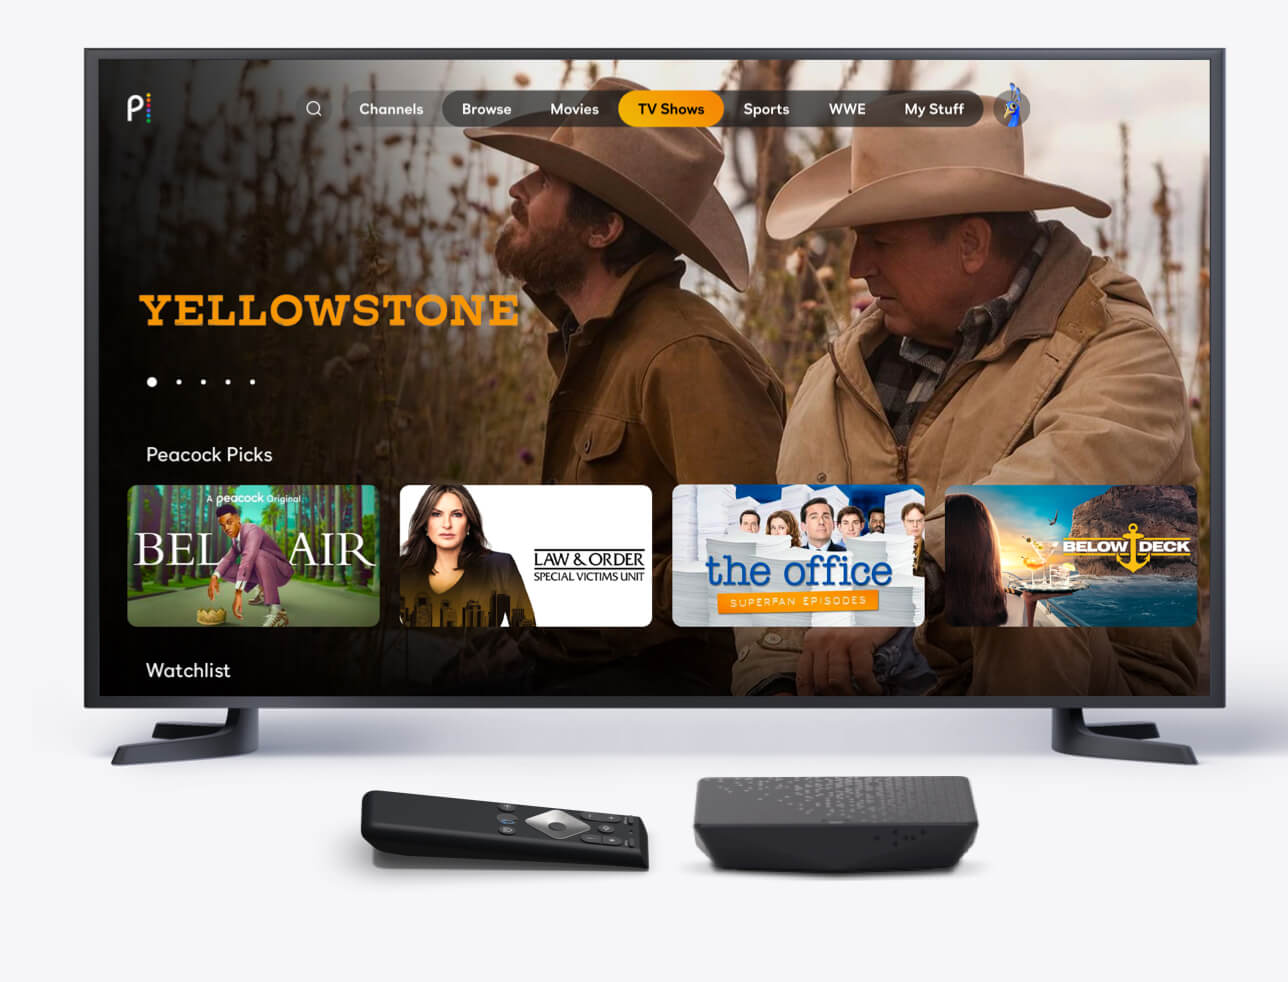 P
Channels
Browse
Movies
TV Shows
Sports
WWE
My Stuff
YELLOWSTONE
Peacock Picks
A peacock Original
BEL AIR
LAW & ORDER
SPECIAL VICTIMS UNIT
the office
SUPERFAN EPISODES
BELOW DECK
Watchlist